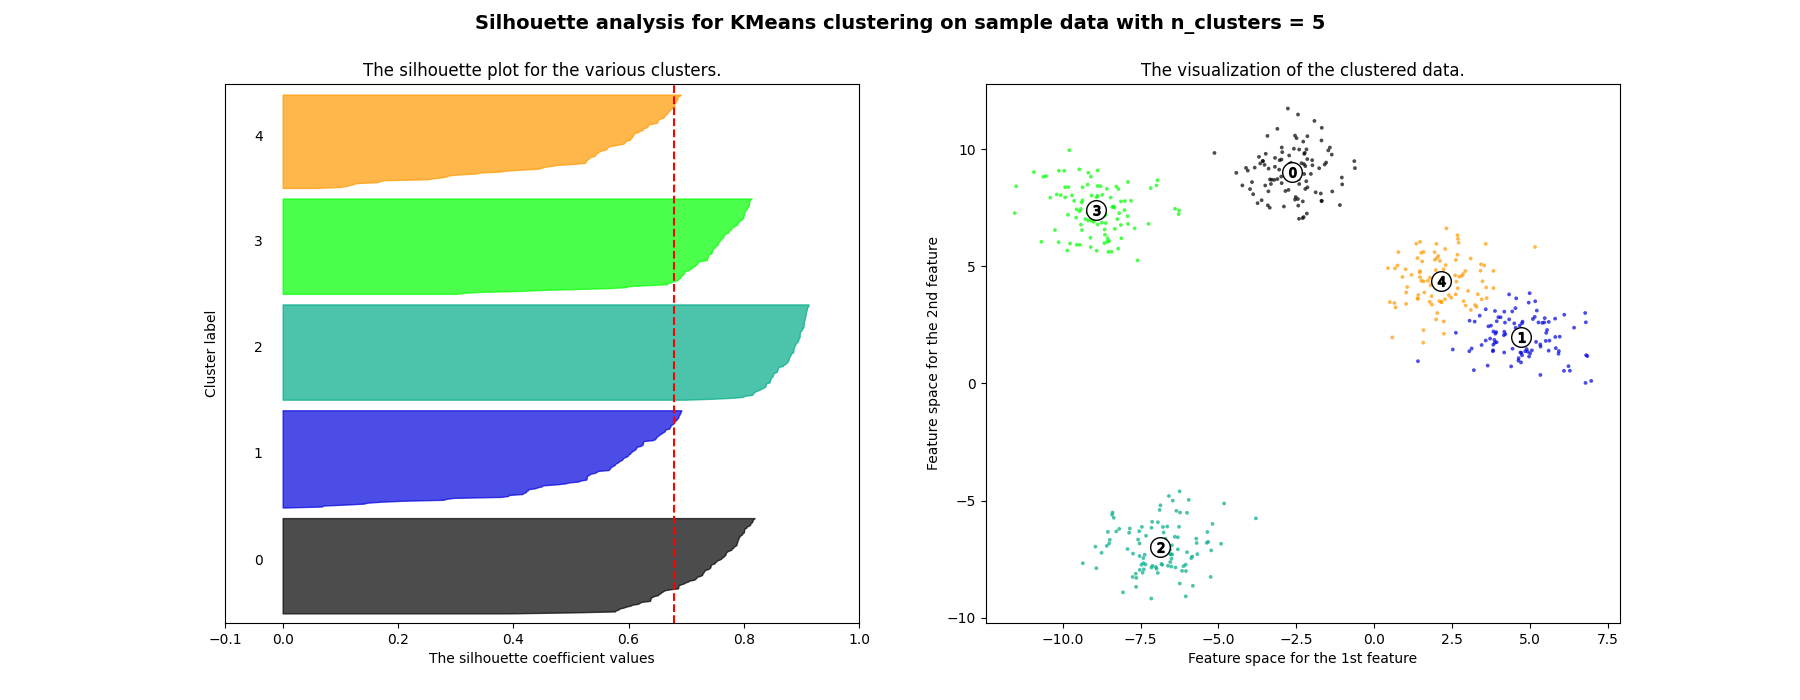 Silhouette analysis for KMeans clustering on sample data with n_clusters = 5
The silhouette plot for the various clusters.
4
3
2
1
0
Cluster label
−0.1 0.0 0.2 0.4 0.6 0.8 1.0
The silhouette coefficient values
The visualization of the clustered data.
10
5
0
−5
−10
Feature space for the 2nd feature
0
3
4
1
2
−10.0 −7.5 −5.0 −2.5 0.0 2.5 5.0 7.5
Feature space for the 1st feature